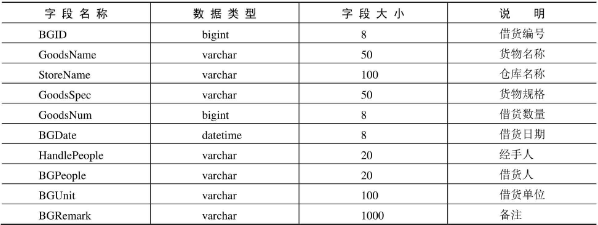 字段名称 数据类型 字段大小 说明
BGID bigint 8 借货编号
GoodsName varchar 50 货物名称
StoreName varchar 100 仓库名称
GoodsSpec varchar 50 货物规格
GoodsNum bigint 8 借货数量
BGDate datetime 8 借货日期
HandlePeople varchar 20 经手人
BGPeople varchar 20 借货人
BGUnit varchar 100 借货单位
BGRemark varchar 1000 备注